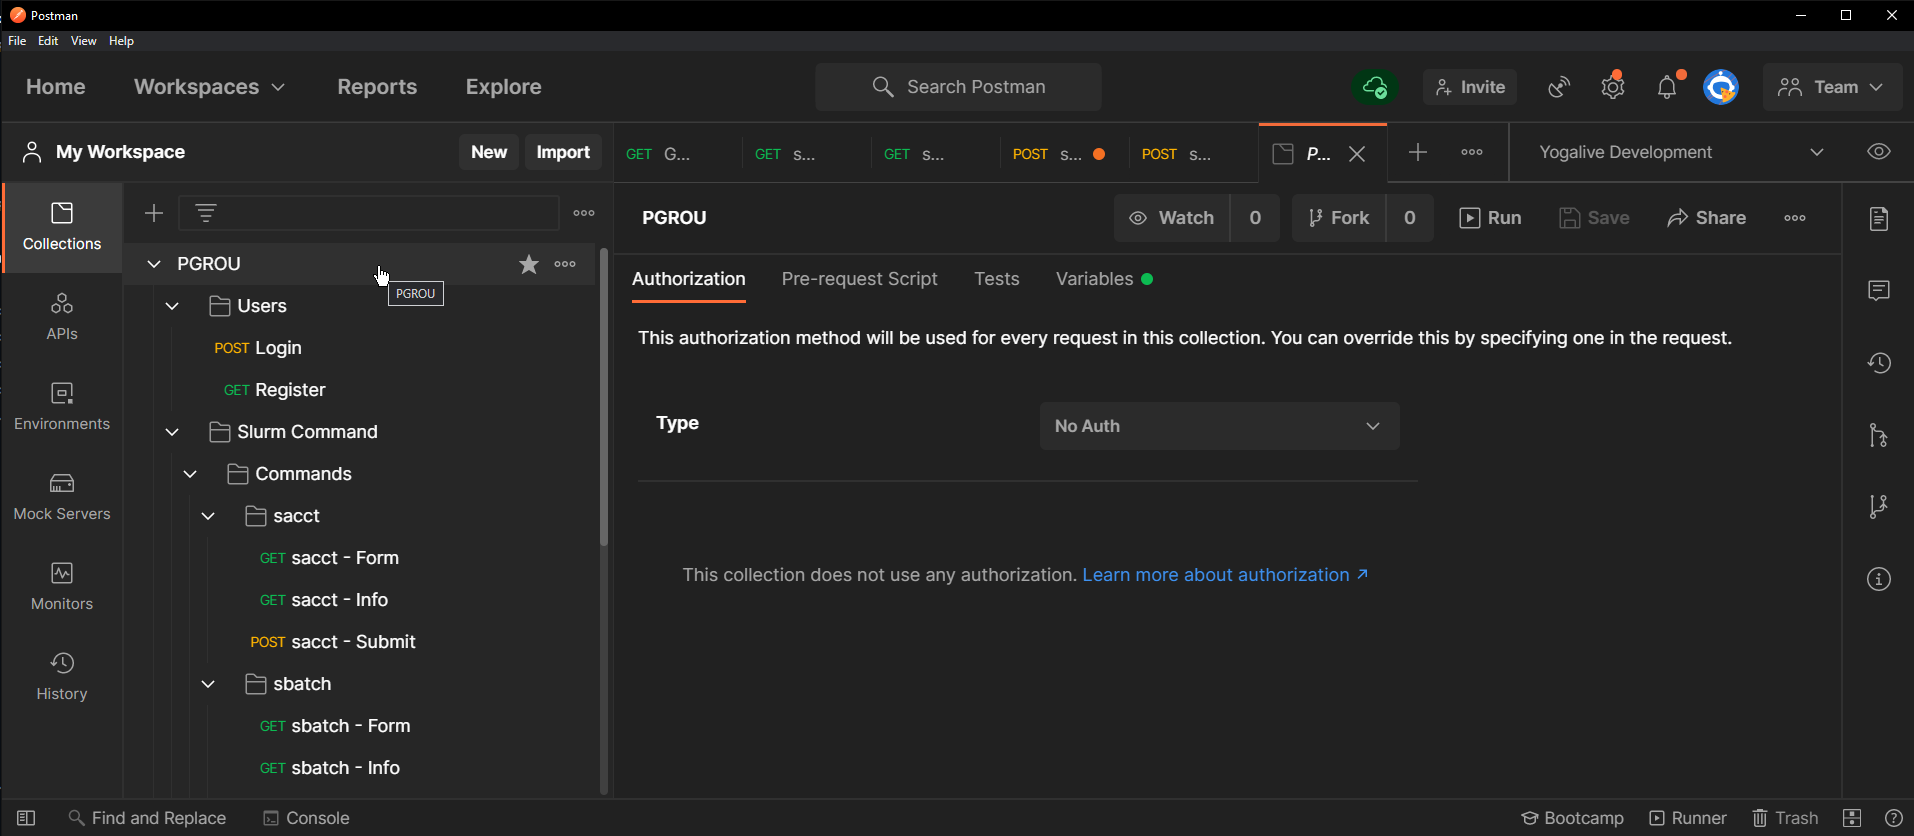 Postman
File Edit View Help
Home Workspaces Reports Explore Search Postman Invite Team
My Workspace New Import GET G... GET s... GET s... POST s... POST s... P... Yogalive Development
PGROU Watch 0 Fork 0 Run Save Share
Collections
PGROU
PGROU
Authorization Pre-request Script Tests Variables
Users
APIs
POST Login
This authorization method will be used for every request in this collection. You can override this by specifying one in the request.
GET Register
Environments
Type No Auth
Slurm Command
Commands
Mock Servers
sacct
GET sacct - Form
This collection does not use any authorization. Learn more about authorization
Monitors
GET sacct - Info
POST sacct - Submit
History
sbatch
GET sbatch - Form
GET sbatch - Info
Find and Replace Console Bootcamp Runner Trash